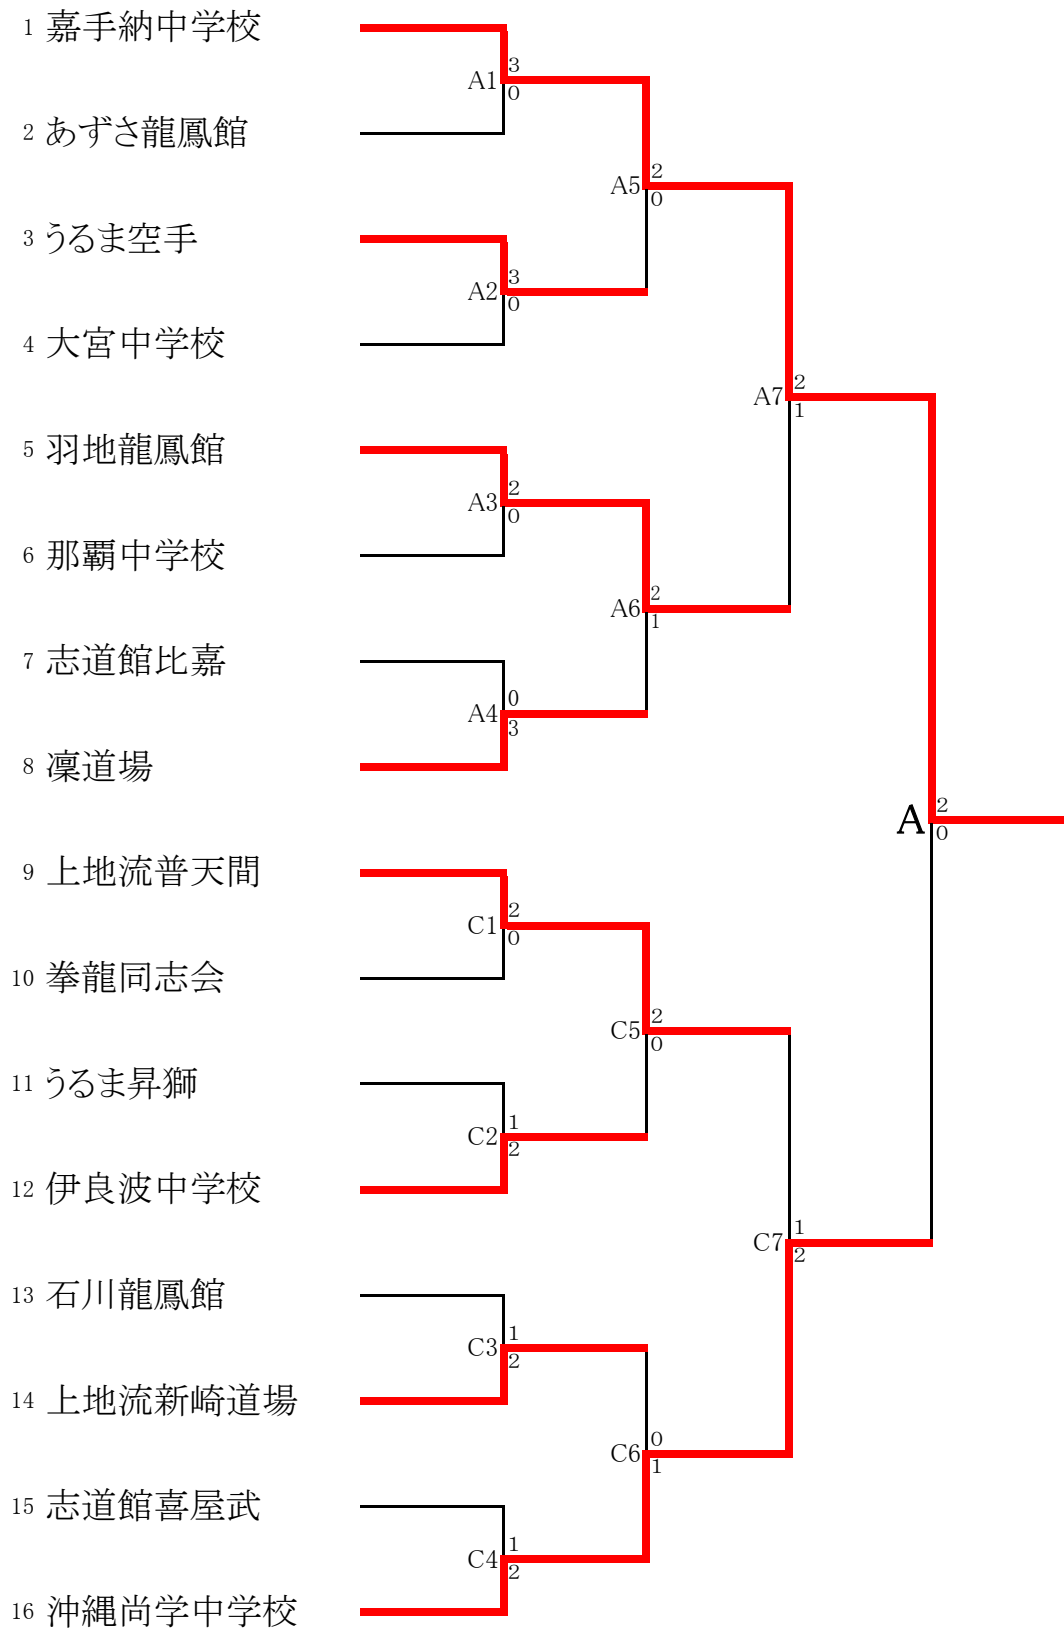 1 嘉手納中学校
3
A1
0
2 あずさ龍鳳館
2
A5
0
3 うるま空手
3
A2
0
4 大宮中学校
2
A7
1
5 羽地龍鳳館
2
A3
0
6 那覇中学校
2
A6
1
7 志道館比嘉
0
A4
3
8 凜道場
2
A
0
9 上地流普天間
2
C1
0
10 拳龍同志会
2
C5
0
11 うるま昇獅
1
C2
2
12 伊良波中学校
1
C7
2
13 石川龍鳳館
1
C3
2
14 上地流新崎道場
0
C6
1
15 志道館喜屋武
1
C4
2
16 沖縄尚学中学校